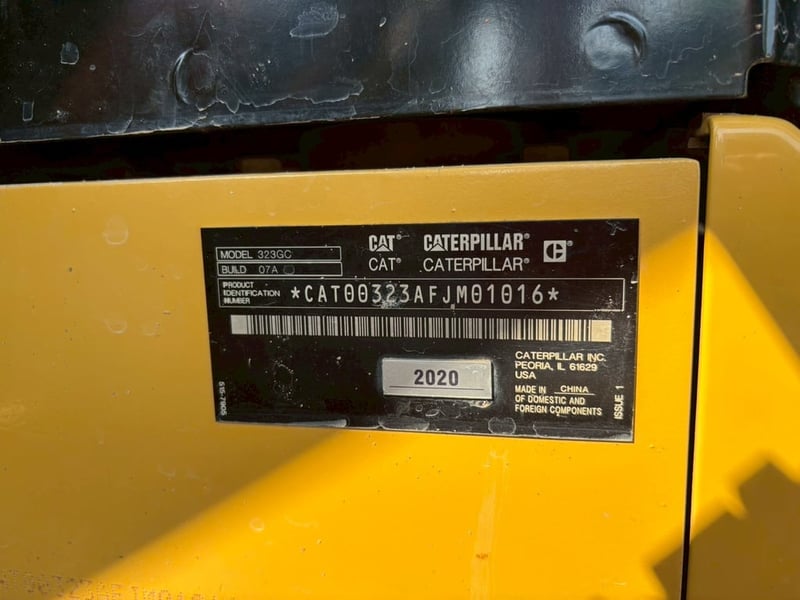 MODEL 323GC
BUILD 07A
CAT® CATERPILLAR® C®
CAT® CATERPILLAR®
PRODUCT
IDENTIFICATION
NUMBER
*CAT00323AFJM01016*
2020
CATERPILLAR INC.
PEORIA, IL 61629
USA
MADE IN CHINA
OF DOMESTIC AND
FOREIGN COMPONENTS
ISSUE 1